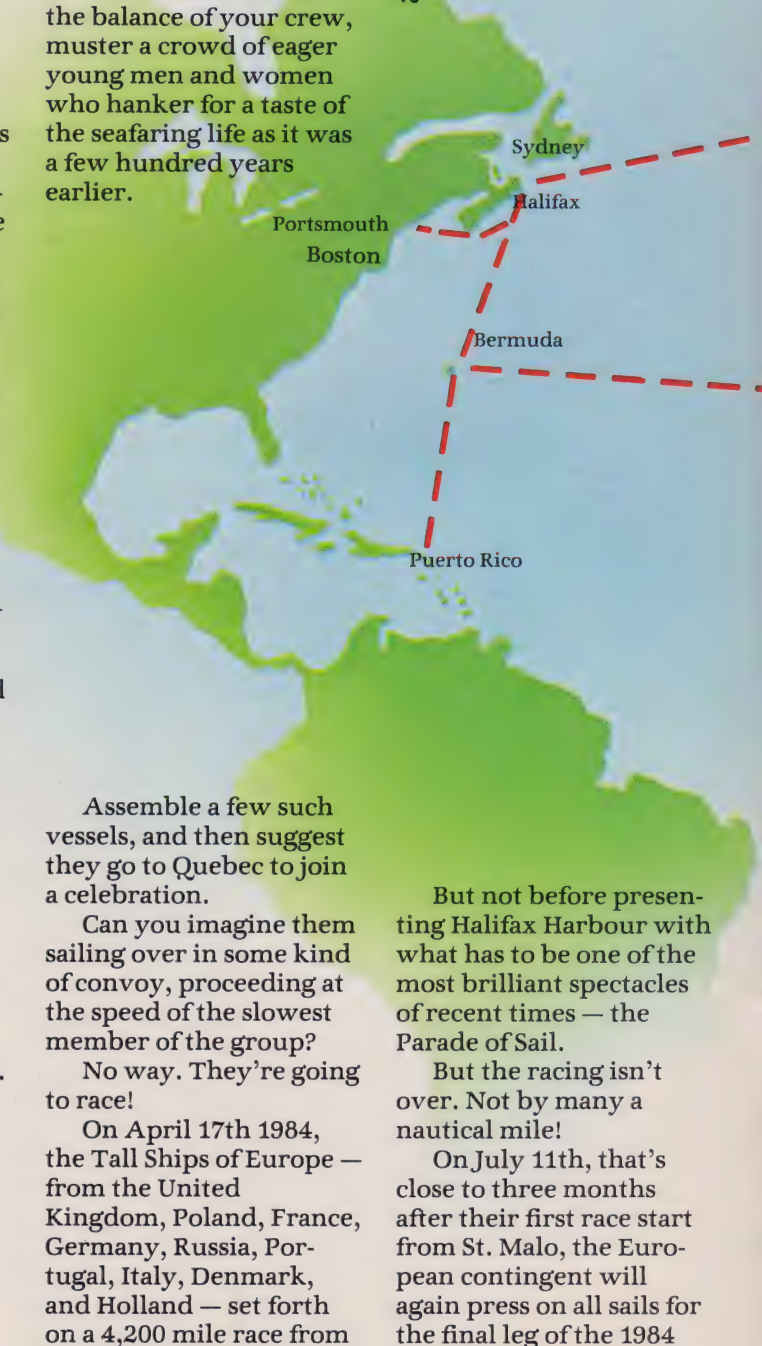 the balance of your crew,
muster a crowd of eager
young men and women
who hanker for a taste of
the seafaring life as it was
a few hundred years
earlier.
Sydney
Halifax
Portsmouth
Boston
Bermuda
Puerto Rico
Assemble a few such
vessels, and then suggest
they go to Quebec to join
a celebration.
Can you imagine them
sailing over in some kind
of convoy, proceeding at
the speed of the slowest
member of the group?
No way. They're going
to race!
On April 17th 1984,
the Tall Ships of Europe —
from the United
Kingdom, Poland, France,
Germany, Russia, Por-
tugal, Italy, Denmark,
and Holland — set forth
on a 4,200 mile race from
But not before presen-
ting Halifax Harbour with
what has to be one of the
most brilliant spectacles
of recent times — the
Parade of Sail.
But the racing isn't
over. Not by many a
nautical mile!
On July 11th, that's
close to three months
after their first race start
from St. Malo, the Euro-
pean contingent will
again press on all sails for
the final leg of the 1984